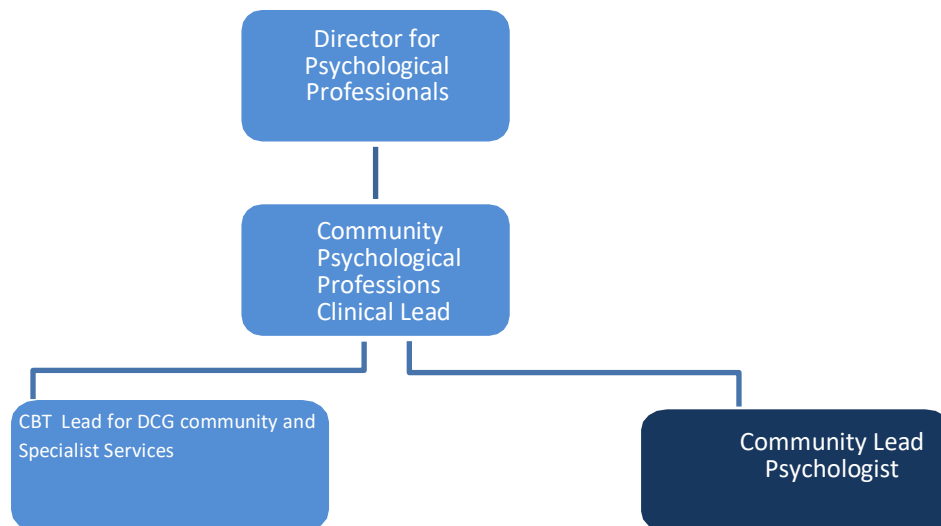 Director for
Psychological
Professionals
Community
Psychological
Professions
Clinical Lead
CBT  Lead for DCG community and
Specialist Services
Community Lead
Psychologist